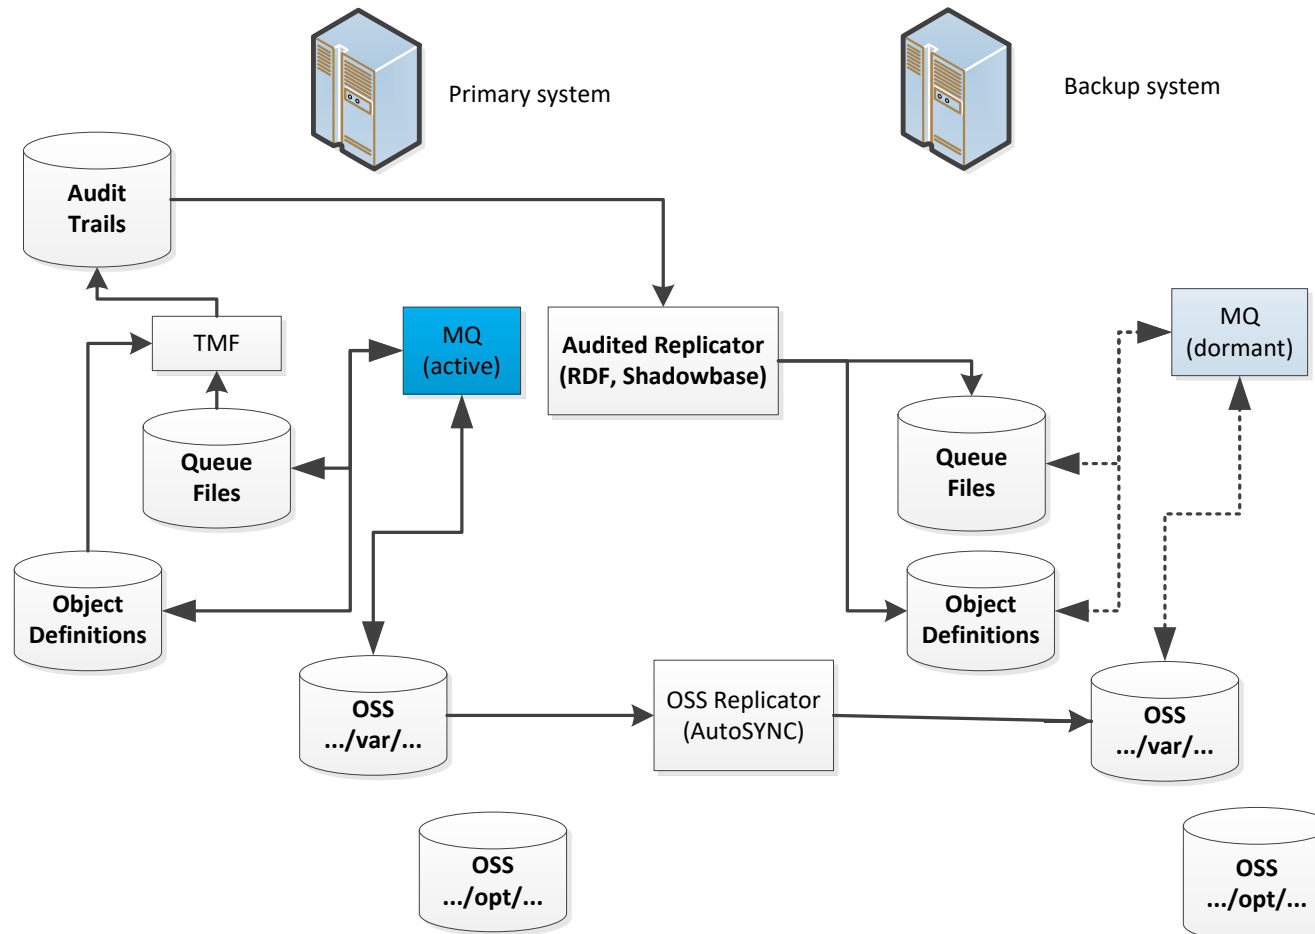 Primary system
Backup system
Audit
Trails
TMF
MQ
(active)
Audited Replicator
(RDF, Shadowbase)
MQ
(dormant)
Queue
Files
Queue
Files
Object
Definitions
Object
Definitions
OSS
.../var/...
OSS Replicator
(AutoSYNC)
OSS
.../var/...
OSS
.../opt/...
OSS
.../opt/...